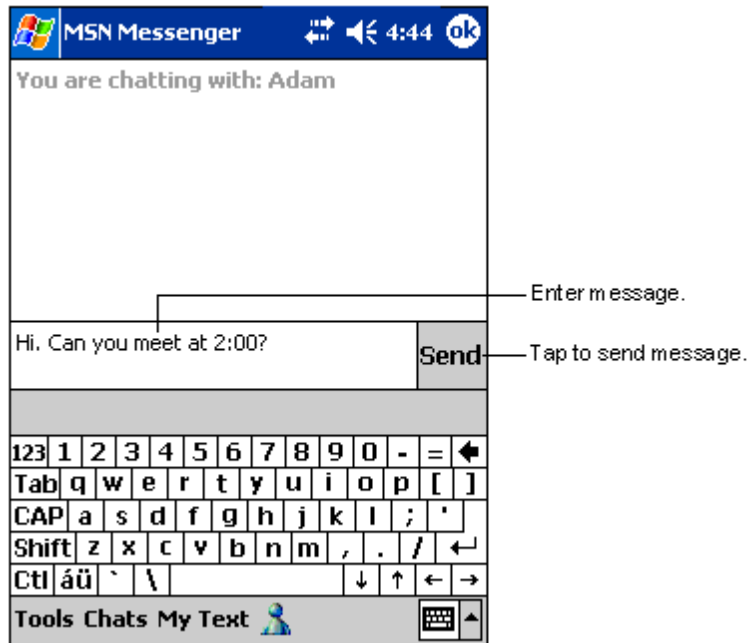 MSN Messenger 4:44 ok
You are chatting with: Adam
Enter message.
Hi. Can you meet at 2:00?
Send
Tap to send message.
123 1 2 3 4 5 6 7 8 9 0 - =
Tab q w e r t y u i o p [ ]
CAP a s d f g h j k l ; '
Shift z x c v b n m , . /
Ctl áü ` \
Tools Chats My Text